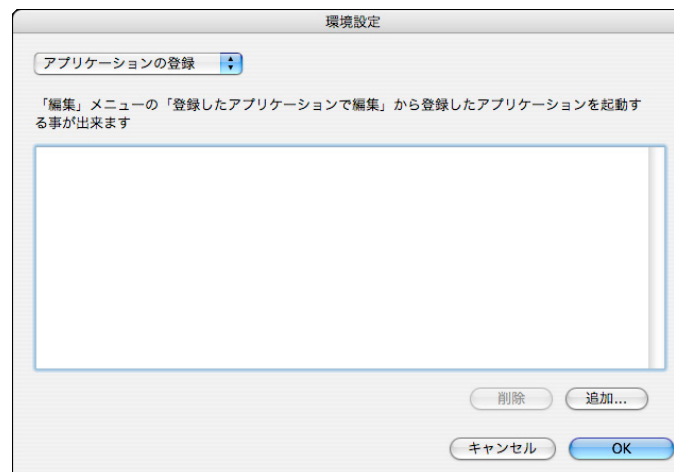 環境設定
アプリケーションの登録
「編集」メニューの「登録したアプリケーションで編集」から登録したアプリケーションを起動す
る事が出来ます
削除
追加...
キャンセル
OK